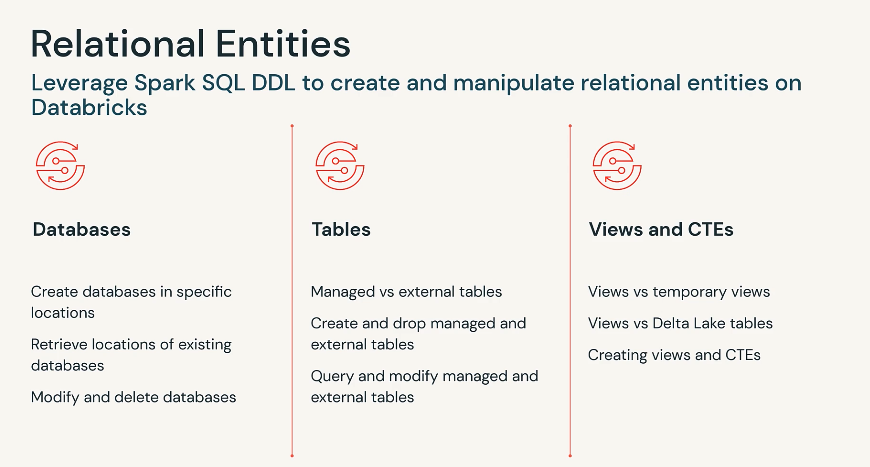 Relational Entities
Leverage Spark SQL DDL to create and manipulate relational entities on
Databricks
Databases
Create databases in specific
locations
Retrieve locations of existing
databases
Modify and delete databases
Tables
Managed vs external tables
Create and drop managed and
external tables
Query and modify managed and
external tables
Views and CTEs
Views vs temporary views
Views vs Delta Lake tables
Creating views and CTEs